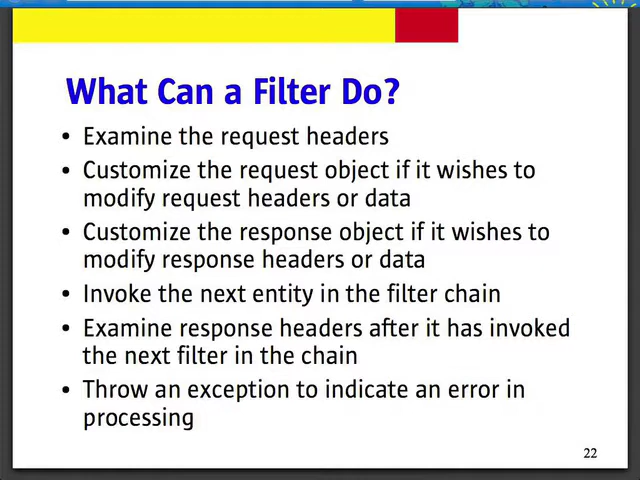 What Can a Filter Do?
• Examine the request headers
• Customize the request object if it wishes to
modify request headers or data
• Customize the response object if it wishes to
modify response headers or data
• Invoke the next entity in the filter chain
• Examine response headers after it has invoked
the next filter in the chain
• Throw an exception to indicate an error in
processing
22